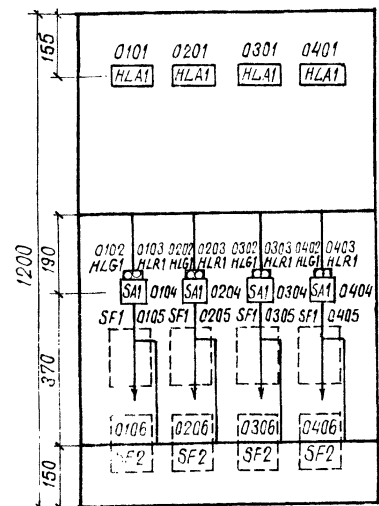 155
0101 0201 0301 0401
HLA1 HLA1 HLA1 HLA1
1200
190
0102 0103 0202 0203 0302 0303 0402 0403
HLG1 HLR1 HLG1 HLR1 HLG1 HLR1 HLG1 HLR1
SA1 0104 SA1 0204 SA1 0304 SA1 0404
SF1 0105 SF1 0205 SF1 0305 SF1 0405
370
0106 0206 0306 0406
SF2 SF2 SF2 SF2
150